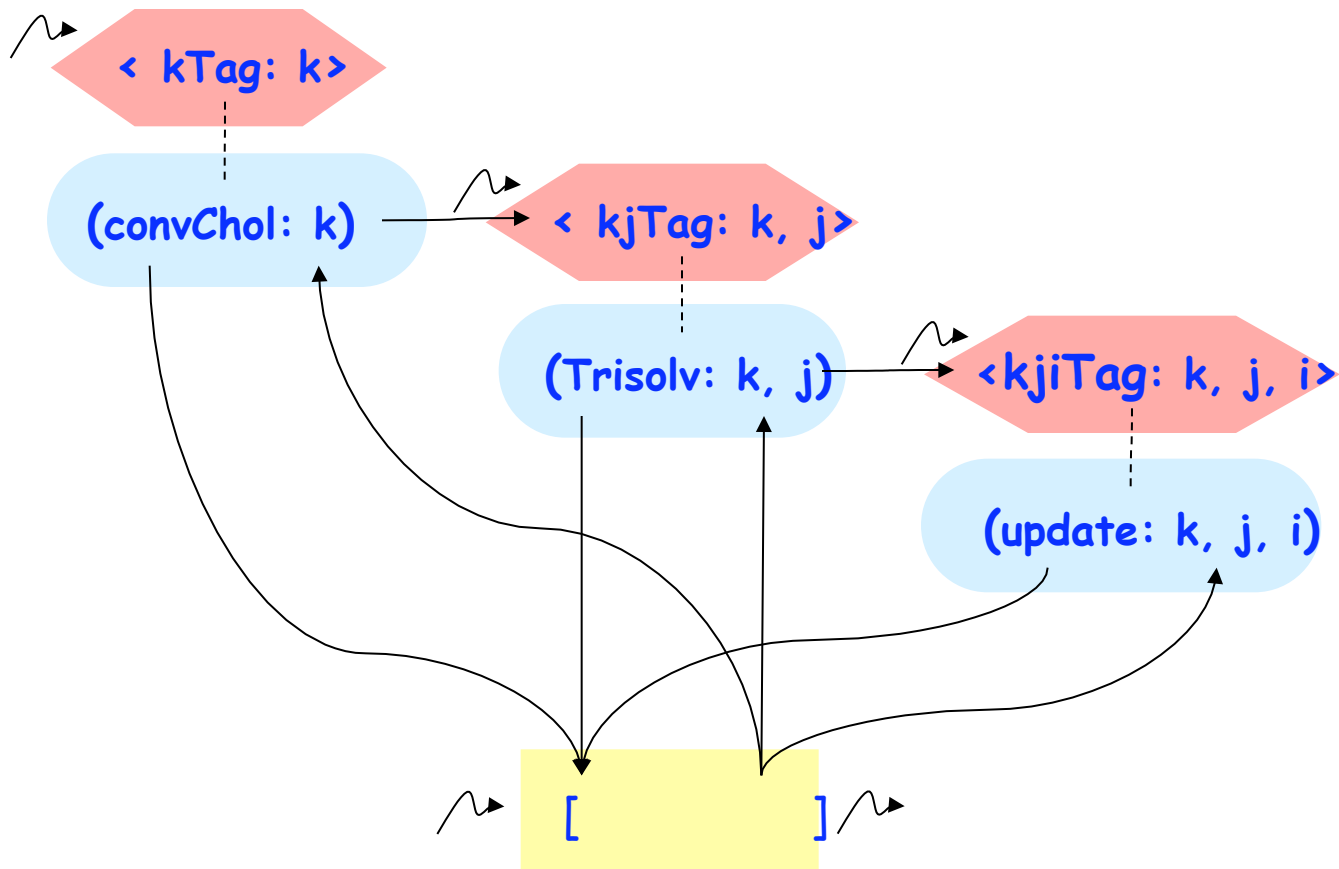 < kTag: k>
(convChol: k)
< kjTag: k, j>
(Trisolv: k, j)
<kjiTag: k, j, i>
(update: k, j, i)
[ ]